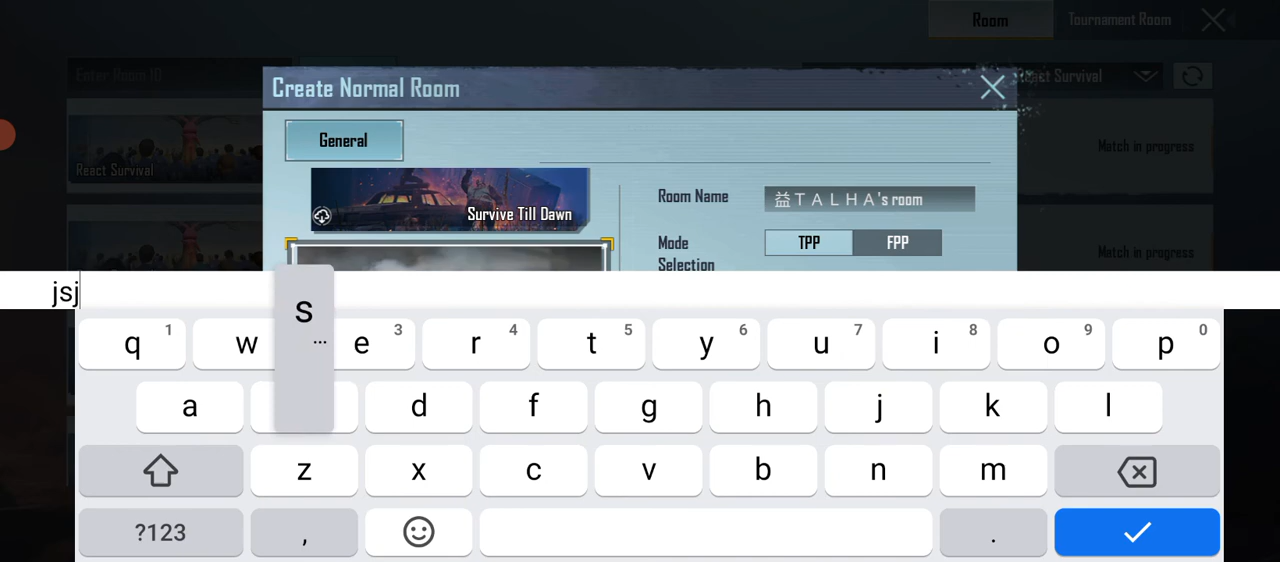 Room Tournament Room
Enter Room ID
Create Normal Room
General
React Survival
Survive Till Dawn
Room Name 益ＴＡＬＨＡ's room
Mode Selection TPP FPP
Match in progress
Match in progress
jsj
s
...
q 1 w e 3 r 4 t 5 y 6 u 7 i 8 o 9 p 0
a d f g h j k l
z x c v b n m
?123 , .